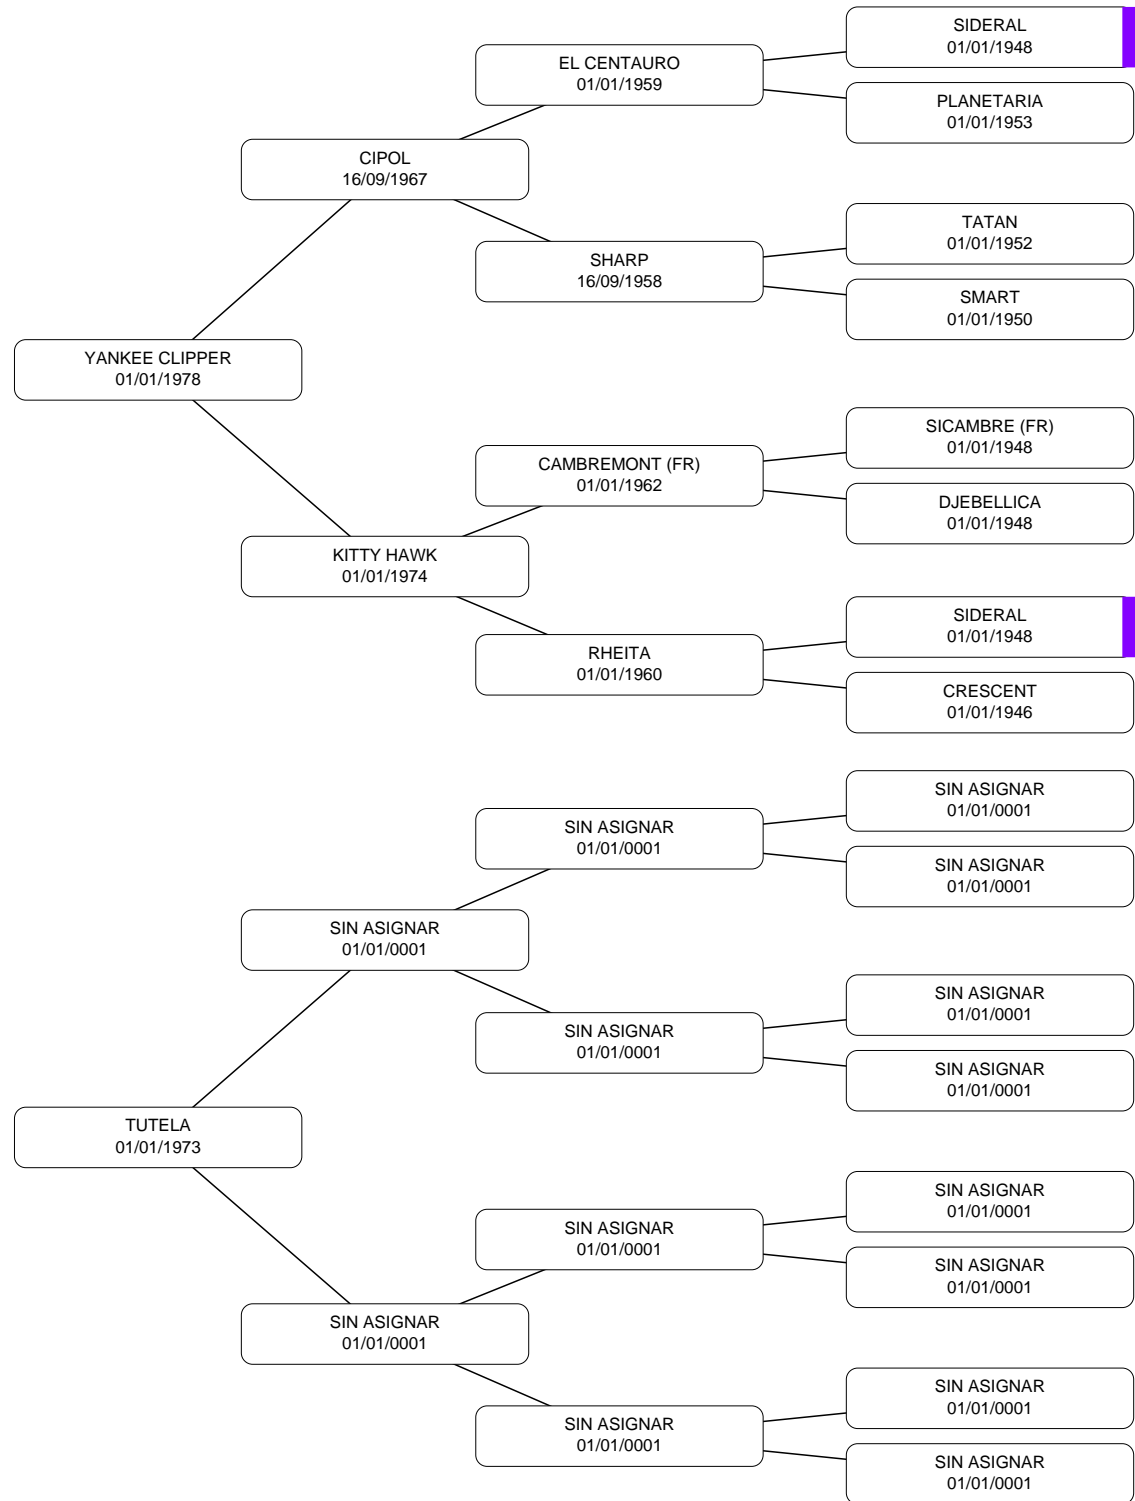 SIDERAL
01/01/1948
EL CENTAURO
01/01/1959
PLANETARIA
01/01/1953
CIPOL
16/09/1967
TATAN
01/01/1952
SHARP
16/09/1958
SMART
01/01/1950
YANKEE CLIPPER
01/01/1978
SICAMBRE (FR)
01/01/1948
CAMBREMONT (FR)
01/01/1962
DJEBELLICA
01/01/1948
KITTY HAWK
01/01/1974
SIDERAL
01/01/1948
RHEITA
01/01/1960
CRESCENT
01/01/1946
SIN ASIGNAR
01/01/0001
SIN ASIGNAR
01/01/0001
SIN ASIGNAR
01/01/0001
SIN ASIGNAR
01/01/0001
SIN ASIGNAR
01/01/0001
SIN ASIGNAR
01/01/0001
SIN ASIGNAR
01/01/0001
TUTELA
01/01/1973
SIN ASIGNAR
01/01/0001
SIN ASIGNAR
01/01/0001
SIN ASIGNAR
01/01/0001
SIN ASIGNAR
01/01/0001
SIN ASIGNAR
01/01/0001
SIN ASIGNAR
01/01/0001
SIN ASIGNAR
01/01/0001